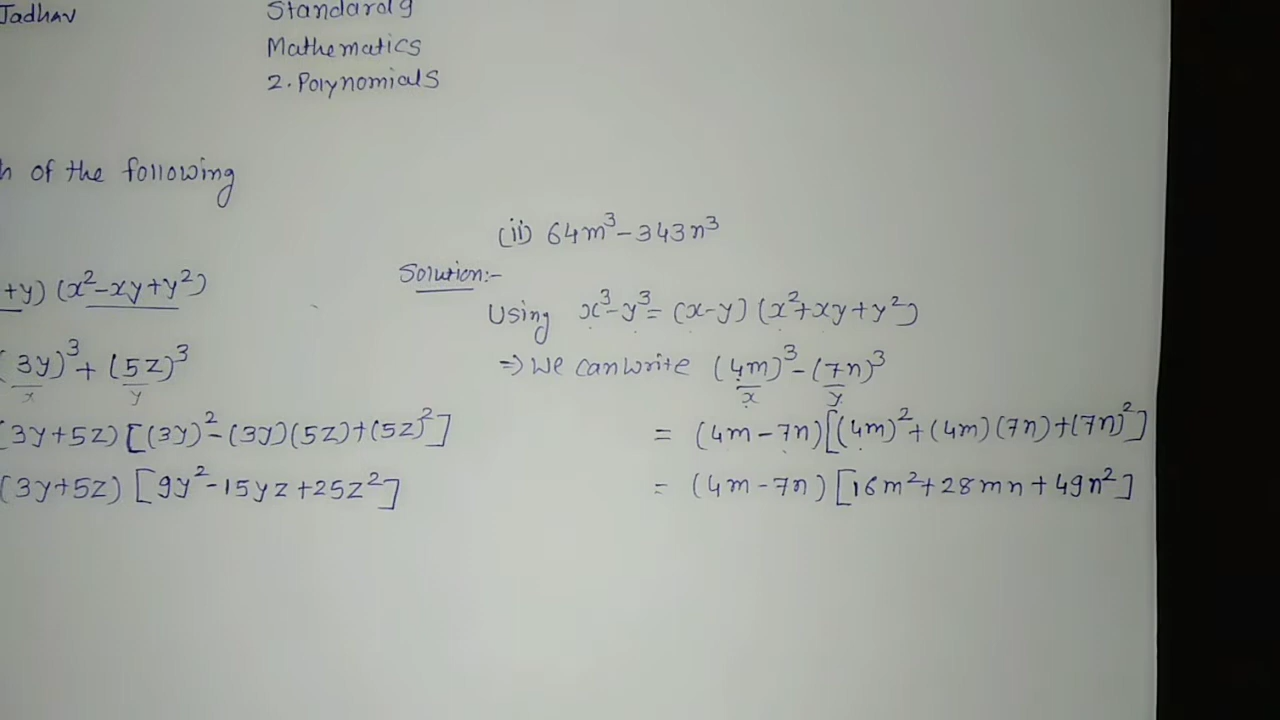 Jadhav
Standard 9
Mathematics
2. Polynomials
of the following
+y) (x²-xy+y²)
(3y)³+(5z)³
x y
(3y+5z)[(3y)²-(3y)(5z)+(5z)²]
(3y+5z) [9y²-15yz+25z²]
(ii) 64m³-343n³
Solution:-
Using x³-y³= (x-y) (x²+xy+y²)
⇒ We can write (4m)³-(7n)³
x y
= (4m-7n)[(4m)²+(4m)(7n)+(7n)²]
= (4m-7n) [16m²+28mn+49n²]